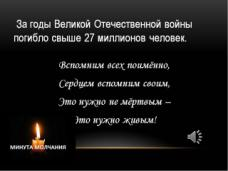 За годы Великой Отечественной войны
погибло свыше 27 миллионов человек.
Вспомним всех поимённо,
Сердцем вспомним своим,
Это нужно не мёртвым –
Это нужно живым!
МИНУТА МОЛЧАНИЯ